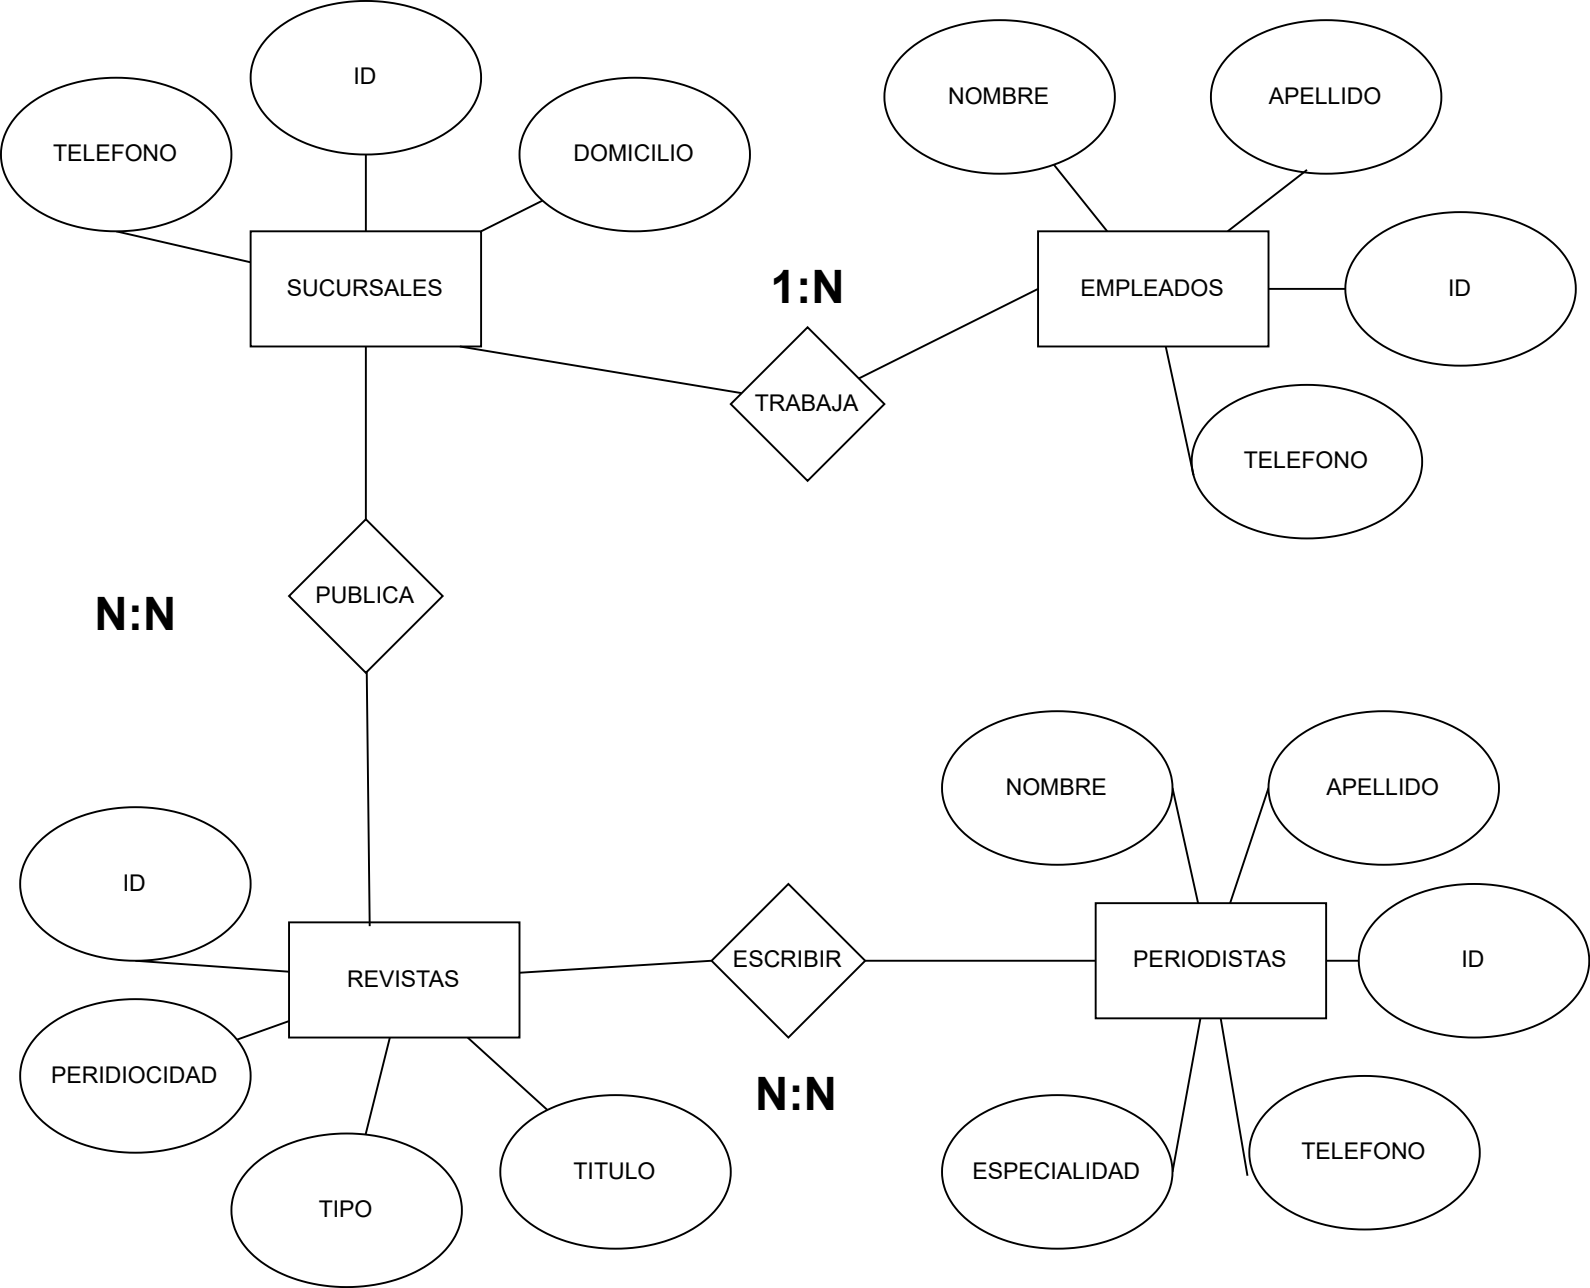 ID
TELEFONO
DOMICILIO
SUCURSALES
NOMBRE
APELLIDO
EMPLEADOS
ID
TELEFONO
1:N
TRABAJA
PUBLICA
N:N
ID
REVISTAS
PERIDIOCIDAD
TIPO
TITULO
ESCRIBIR
N:N
NOMBRE
APELLIDO
PERIODISTAS
ID
ESPECIALIDAD
TELEFONO